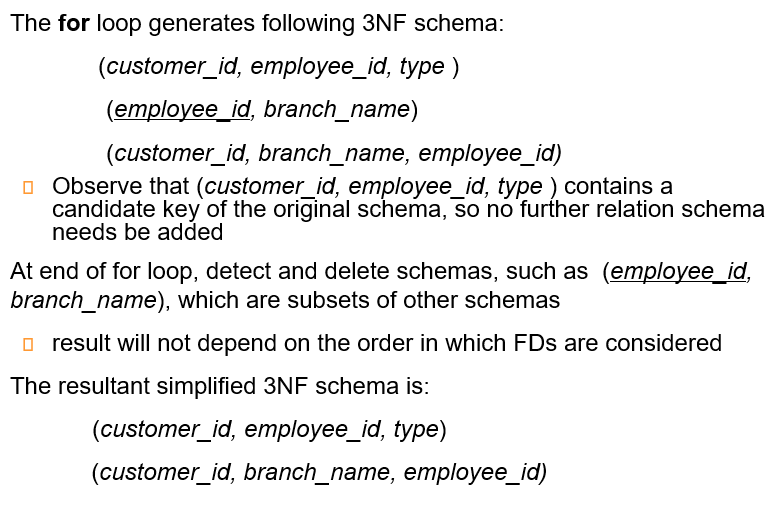 The for loop generates following 3NF schema:
(customer_id, employee_id, type )
(employee_id, branch_name)
(customer_id, branch_name, employee_id)
Observe that (customer_id, employee_id, type ) contains a
candidate key of the original schema, so no further relation schema
needs be added
At end of for loop, detect and delete schemas, such as  (employee_id,
branch_name), which are subsets of other schemas
result will not depend on the order in which FDs are considered
The resultant simplified 3NF schema is:
(customer_id, employee_id, type)
(customer_id, branch_name, employee_id)